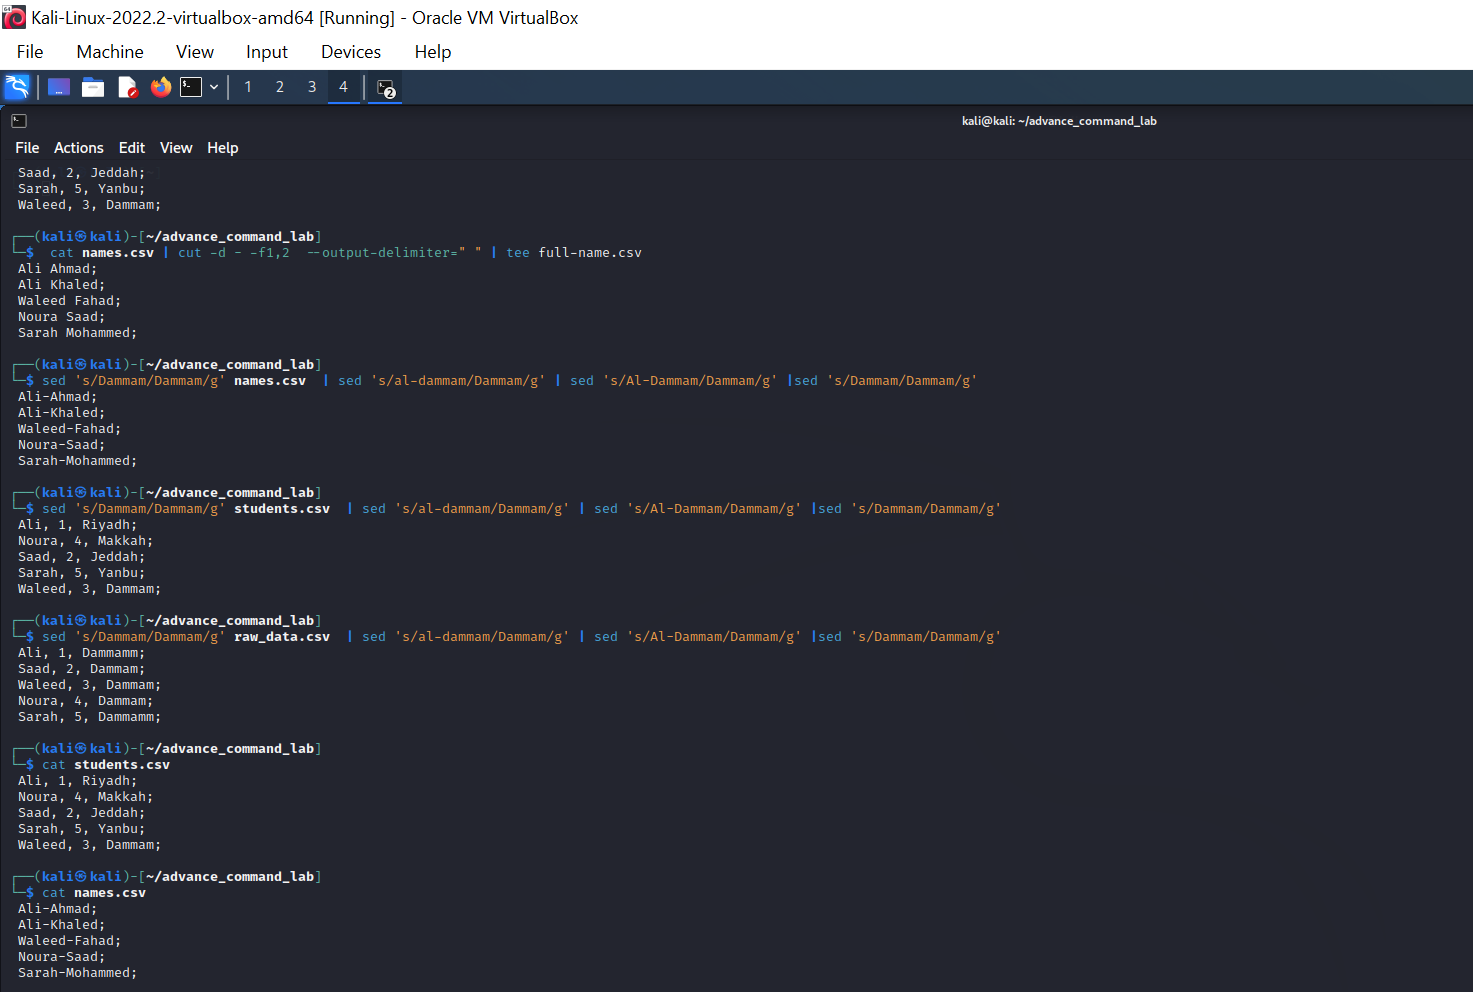 Kali-Linux-2022.2-virtualbox-amd64 [Running] - Oracle VM VirtualBox
File Machine View Input Devices Help
1 2 3 4 2
kali@kali: ~/advance_command_lab
File Actions Edit View Help
Saad, 2, Jeddah;
Sarah, 5, Yanbu;
Waleed, 3, Dammam;
┌──(kali㉿kali)-[~/advance_command_lab]
└─$  cat names.csv | cut -d - -f1,2  --output-delimiter=" " | tee full-name.csv
Ali Ahmad;
Ali Khaled;
Waleed Fahad;
Noura Saad;
Sarah Mohammed;
┌──(kali㉿kali)-[~/advance_command_lab]
└─$ sed 's/Dammam/Dammam/g' names.csv  | sed 's/al-dammam/Dammam/g' | sed 's/Al-Dammam/Dammam/g' |sed 's/Dammam/Dammam/g'
Ali-Ahmad;
Ali-Khaled;
Waleed-Fahad;
Noura-Saad;
Sarah-Mohammed;
┌──(kali㉿kali)-[~/advance_command_lab]
└─$ sed 's/Dammam/Dammam/g' students.csv  | sed 's/al-dammam/Dammam/g' | sed 's/Al-Dammam/Dammam/g' |sed 's/Dammam/Dammam/g'
Ali, 1, Riyadh;
Noura, 4, Makkah;
Saad, 2, Jeddah;
Sarah, 5, Yanbu;
Waleed, 3, Dammam;
┌──(kali㉿kali)-[~/advance_command_lab]
└─$ sed 's/Dammam/Dammam/g' raw_data.csv  | sed 's/al-dammam/Dammam/g' | sed 's/Al-Dammam/Dammam/g' |sed 's/Dammam/Dammam/g'
Ali, 1, Dammamm;
Saad, 2, Dammam;
Waleed, 3, Dammam;
Noura, 4, Dammam;
Sarah, 5, Dammamm;
┌──(kali㉿kali)-[~/advance_command_lab]
└─$ cat students.csv
Ali, 1, Riyadh;
Noura, 4, Makkah;
Saad, 2, Jeddah;
Sarah, 5, Yanbu;
Waleed, 3, Dammam;
┌──(kali㉿kali)-[~/advance_command_lab]
└─$ cat names.csv
Ali-Ahmad;
Ali-Khaled;
Waleed-Fahad;
Noura-Saad;
Sarah-Mohammed;